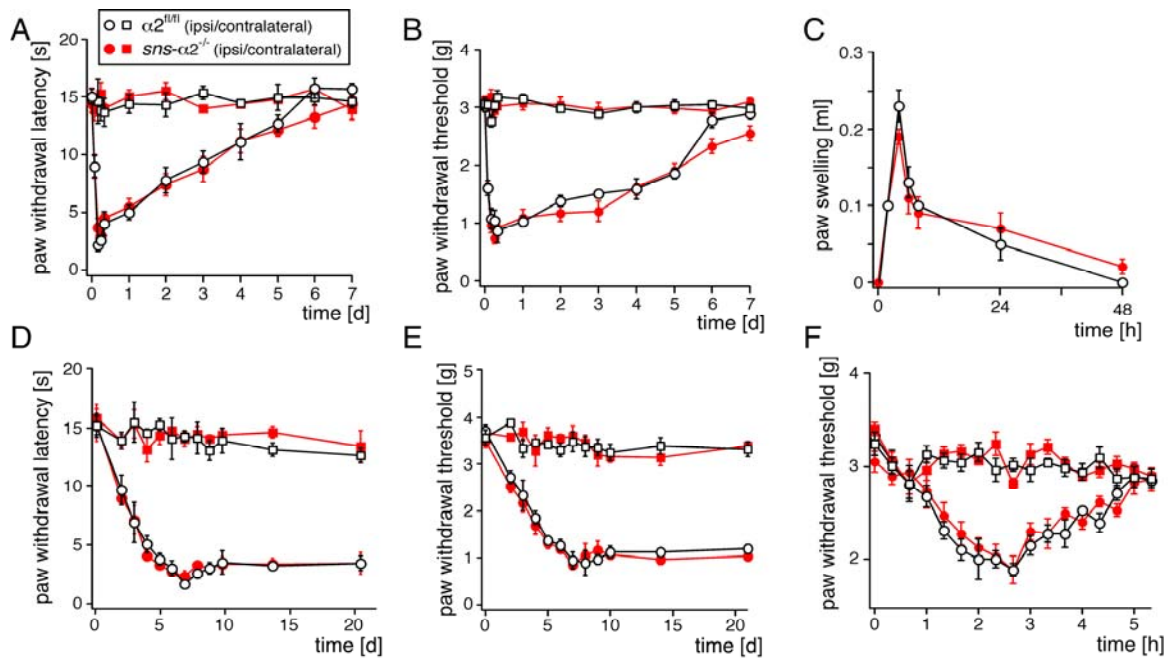 α2fl/fl (ipsi/contralateral)
sns-α2-/- (ipsi/contralateral)
A
paw withdrawal latency [s]
20
15
10
5
0
0 1 2 3 4 5 6 7
time [d]
B
paw withdrawal threshold [g]
4
3
2
1
0
0 1 2 3 4 5 6 7
time [d]
C
paw swelling [ml]
0.3
0.2
0.1
0
0 24 48
time [h]
D
paw withdrawal latency [s]
20
15
10
5
0
0 5 10 15 20
time [d]
E
paw withdrawal threshold [g]
5
4
3
2
1
0
0 5 10 15 20
time [d]
F
paw withdrawal threshold [g]
4
3
2
0 1 2 3 4 5
time [h]